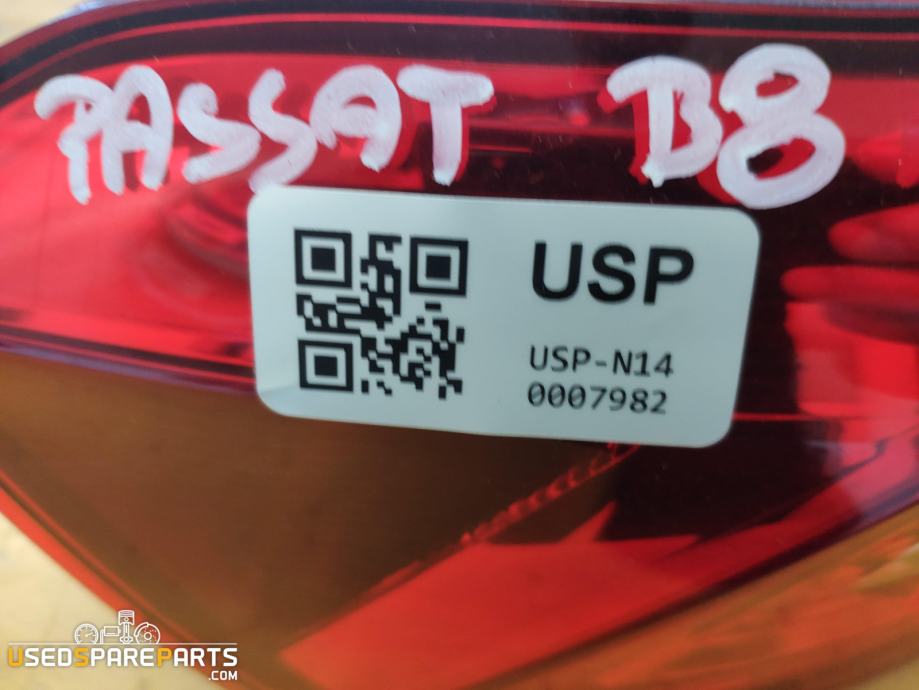 PASSAT B8
USP
USP-N14
0007982
USEDSPAREPARTS
.COM